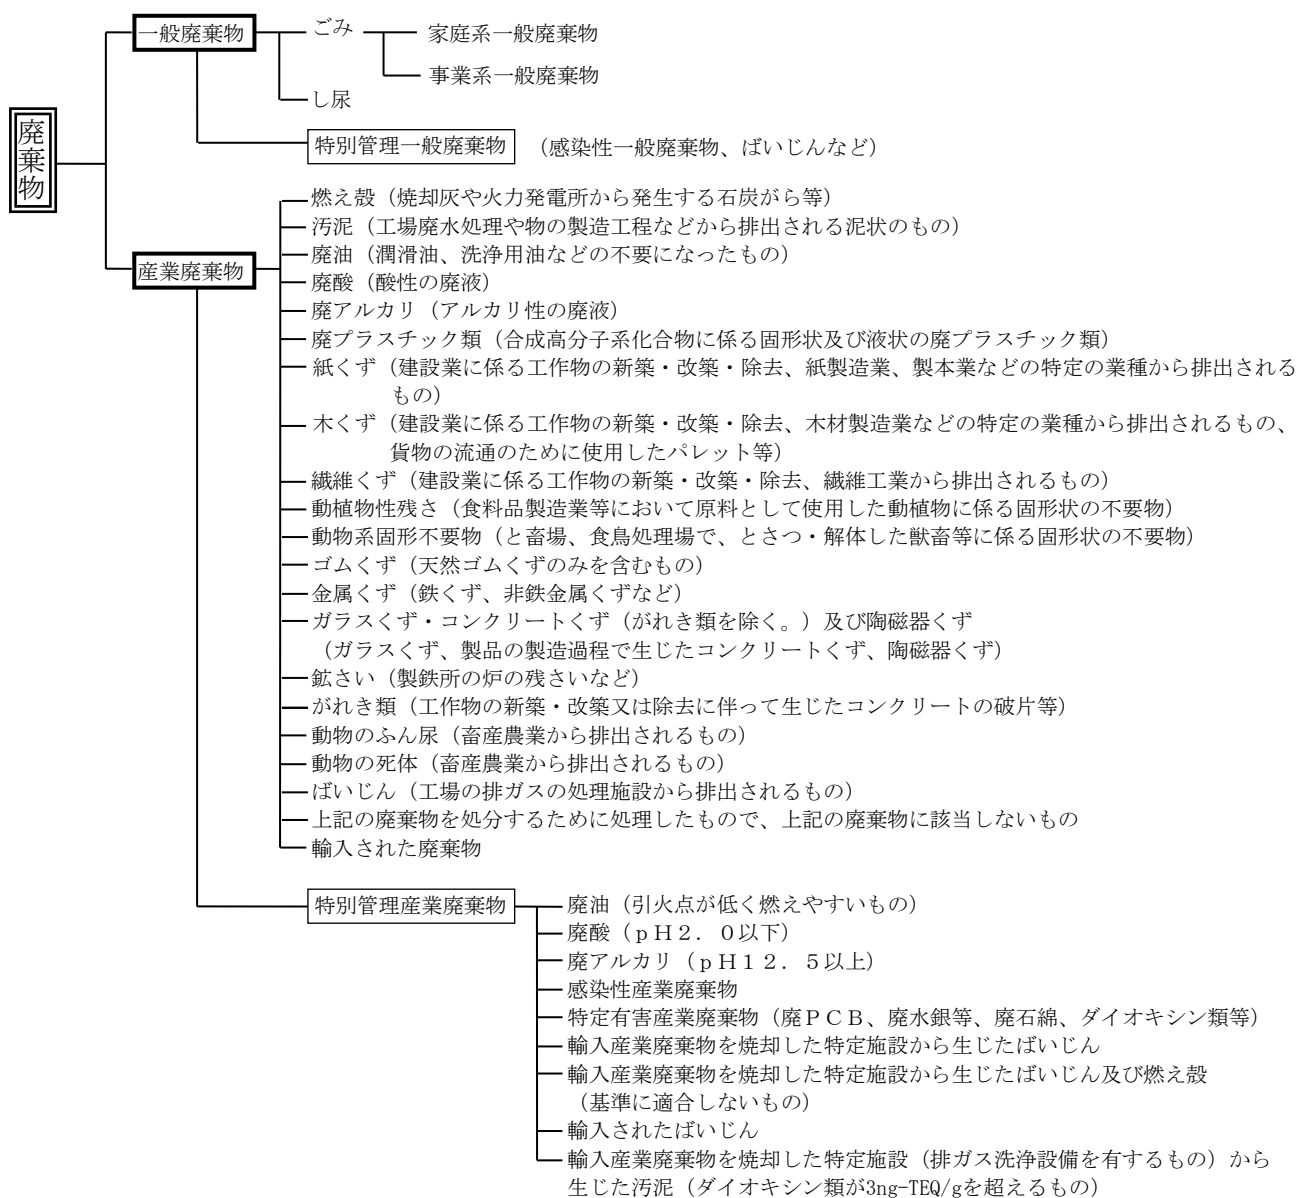 一般廃棄物
ごみ
家庭系一般廃棄物
事業系一般廃棄物
し尿
廃棄物
特別管理一般廃棄物
（感染性一般廃棄物、ばいじんなど）
産業廃棄物
燃え殻（焼却灰や火力発電所から発生する石炭がら等）
汚泥（工場廃水処理や物の製造工程などから排出される泥状のもの）
廃油（潤滑油、洗浄用油などの不要になったもの）
廃酸（酸性の廃液）
廃アルカリ（アルカリ性の廃液）
廃プラスチック類（合成高分子系化合物に係る固形状及び液状の廃プラスチック類）
紙くず（建設業に係る工作物の新築・改築・除去、紙製造業、製本業などの特定の業種から排出される
もの）
木くず（建設業に係る工作物の新築・改築・除去、木材製造業などの特定の業種から排出されるもの、
貨物の流通のために使用したパレット等）
繊維くず（建設業に係る工作物の新築・改築・除去、繊維工業から排出されるもの）
動植物性残さ（食料品製造業等において原料として使用した動植物に係る固形状の不要物）
動物系固形不要物（と畜場、食鳥処理場で、とさつ・解体した獣畜等に係る固形状の不要物）
ゴムくず（天然ゴムくずのみを含むもの）
金属くず（鉄くず、非鉄金属くずなど）
ガラスくず・コンクリートくず（がれき類を除く。）及び陶磁器くず
（ガラスくず、製品の製造過程で生じたコンクリートくず、陶磁器くず）
鉱さい（製鉄所の炉の残さいなど）
がれき類（工作物の新築・改築又は除去に伴って生じたコンクリートの破片等）
動物のふん尿（畜産農業から排出されるもの）
動物の死体（畜産農業から排出されるもの）
ばいじん（工場の排ガスの処理施設から排出されるもの）
上記の廃棄物を処分するために処理したもので、上記の廃棄物に該当しないもの
輸入された廃棄物
特別管理産業廃棄物
廃油（引火点が低く燃えやすいもの）
廃酸（ｐＨ２．０以下）
廃アルカリ（ｐＨ１２．５以上）
感染性産業廃棄物
特定有害産業廃棄物（廃ＰＣＢ、廃水銀等、廃石綿、ダイオキシン類等）
輸入産業廃棄物を焼却した特定施設から生じたばいじん
輸入産業廃棄物を焼却した特定施設から生じたばいじん及び燃え殻
（基準に適合しないもの）
輸入されたばいじん
輸入産業廃棄物を焼却した特定施設（排ガス洗浄設備を有するもの）から
生じた汚泥（ダイオキシン類が3ng-TEQ/gを超えるもの）